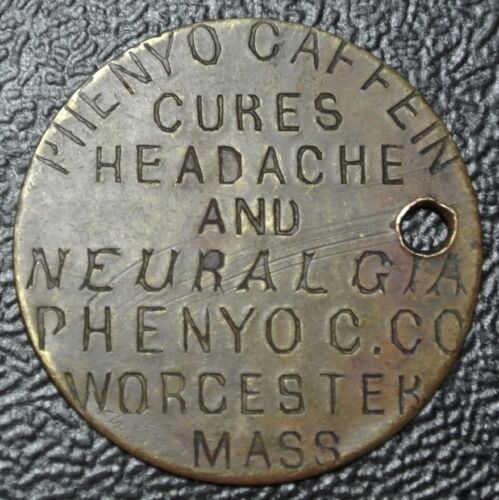 PHENYO CAFFEIN
CURES
HEADACHE
AND
NEURALGIA
PHENYO C. CO
WORCESTER
MASS